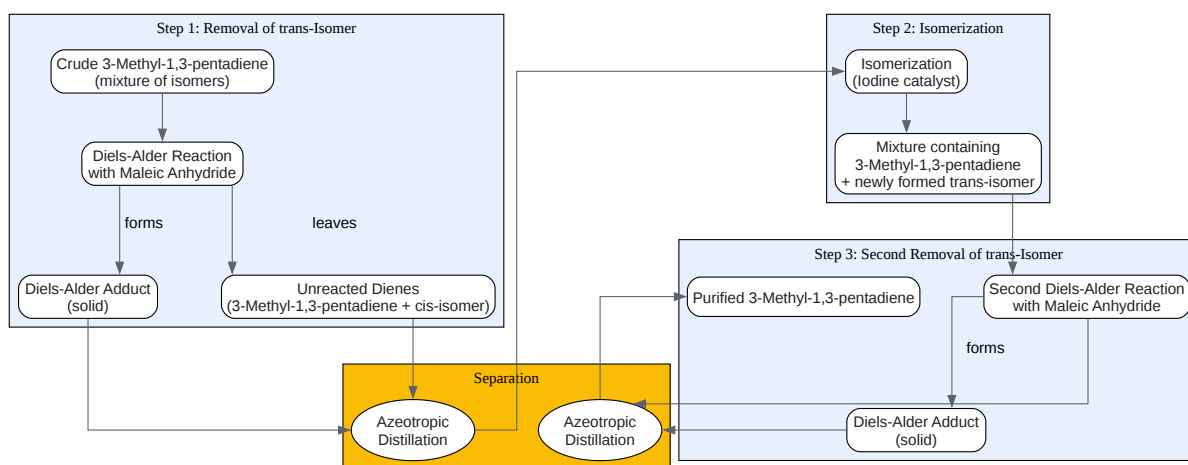 Step 1: Removal of trans-Isomer
Crude 3-Methyl-1,3-pentadiene
(mixture of isomers)
Diels-Alder Reaction
with Maleic Anhydride
forms
leaves
Diels-Alder Adduct
(solid)
Unreacted Dienes
(3-Methyl-1,3-pentadiene + cis-isomer)
Step 2: Isomerization
Isomerization
(Iodine catalyst)
Mixture containing
3-Methyl-1,3-pentadiene
+ newly formed trans-isomer
Step 3: Second Removal of trans-Isomer
Purified 3-Methyl-1,3-pentadiene
Second Diels-Alder Reaction
with Maleic Anhydride
forms
Diels-Alder Adduct
(solid)
Separation
Azeotropic
Distillation
Azeotropic
Distillation